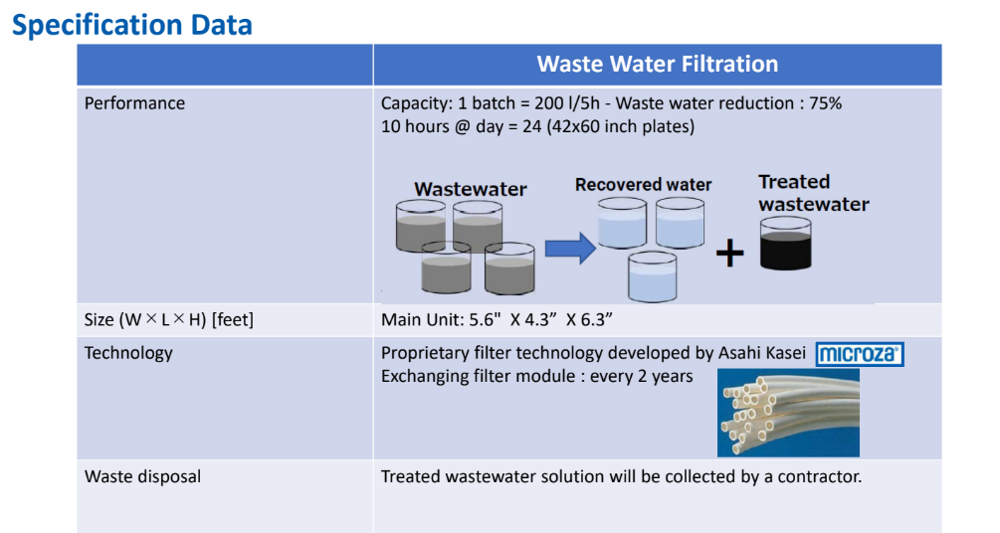 Specification Data
Waste Water Filtration
Performance
Capacity: 1 batch = 200 l/5h - Waste water reduction : 75%
10 hours @ day = 24 (42x60 inch plates)
Wastewater
Recovered water
Treated
wastewater
+
Size (W×L×H) [feet]
Main Unit: 5.6" X 4.3” X 6.3”
Technology
Proprietary filter technology developed by Asahi Kasei microza®
Exchanging filter module : every 2 years
Waste disposal
Treated wastewater solution will be collected by a contractor.